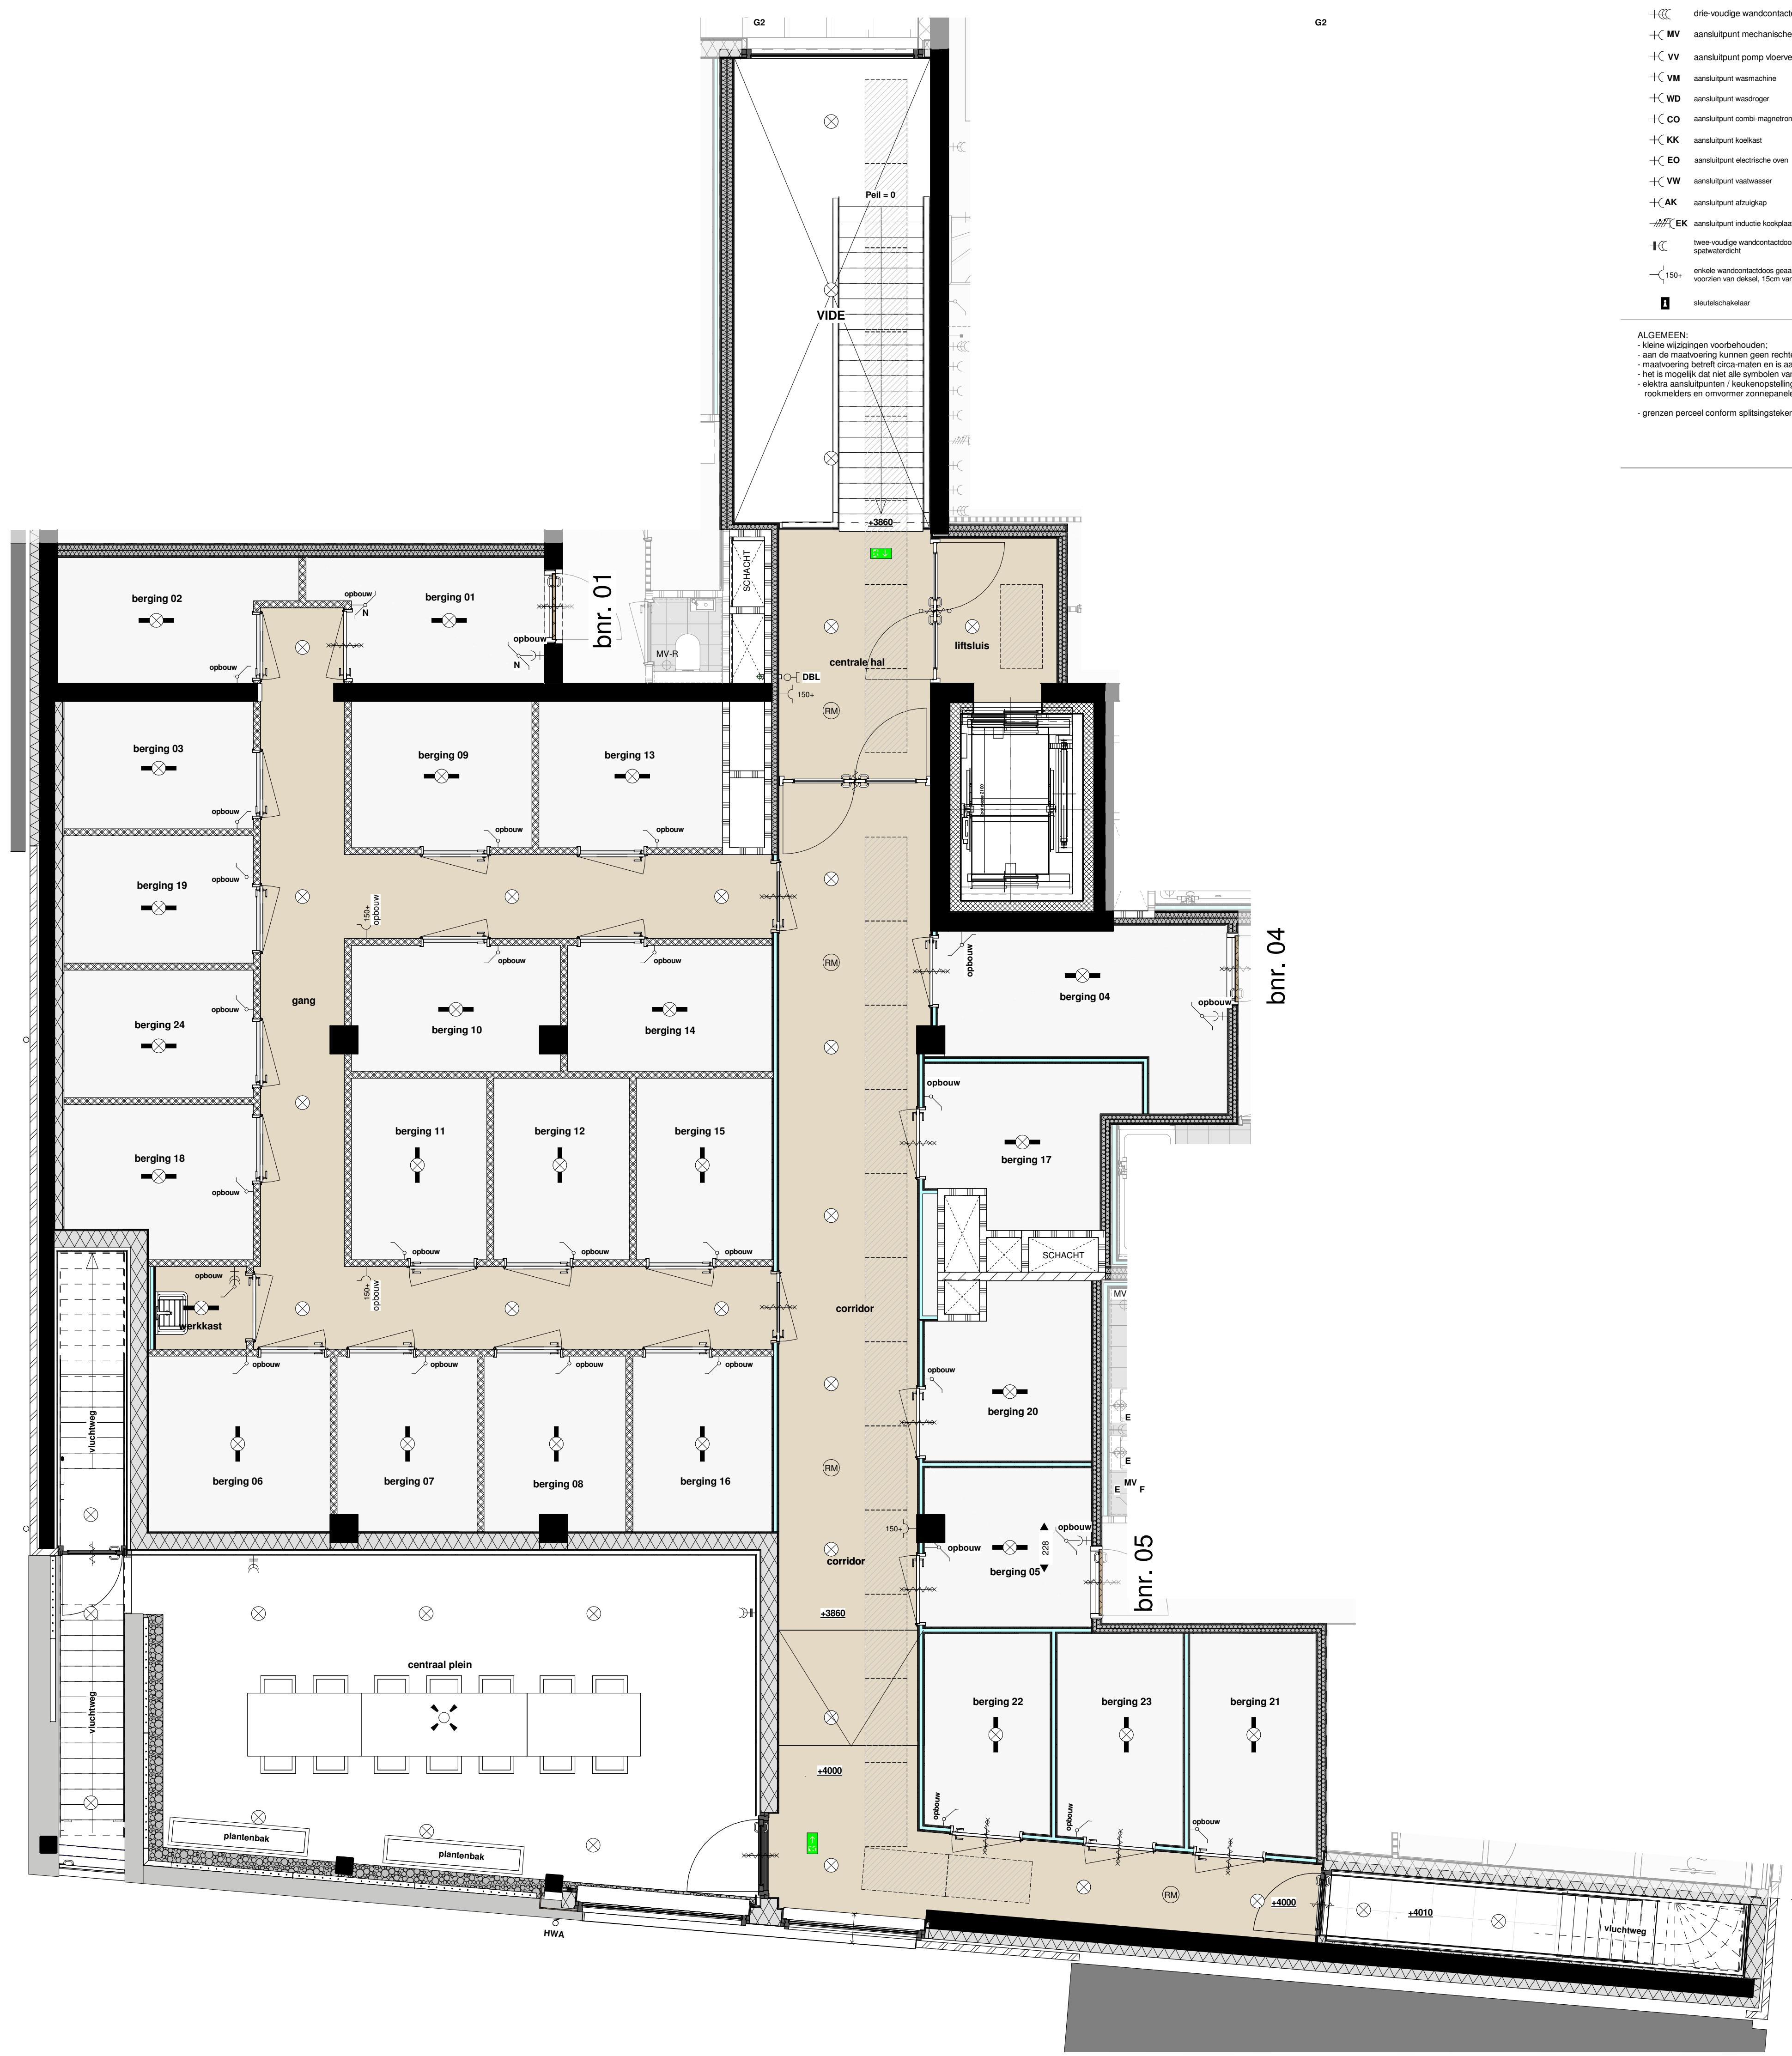 G2
G2
drie-voudige wandcontactd
MV aansluitpunt mechanische
VV aansluitpunt pomp vloerve
VM aansluitpunt wasmachine
WD aansluitpunt wasdroger
CO aansluitpunt combi-magnetron
KK aansluitpunt koelkast
EO aansluitpunt electrische oven
VW aansluitpunt vaatwasser
AK aansluitpunt afzuigkap
EK aansluitpunt inductie kookplaa
twee-voudige wandcontactdoo
spatwaterdicht
150+ enkele wandcontactdoos geaa
voorzien van deksel, 15cm van
sleutelschakelaar
ALGEMEEN:
- kleine wijzigingen voorbehouden;
- aan de maatvoering kunnen geen rechte
- maatvoering betreft circa-maten en is aa
- het is mogelijk dat niet alle symbolen van
- elektra aansluitpunten / keukenopstelling
rookmelders en omvormer zonnepanele
- grenzen perceel conform splitsingsteken
Peil = 0
VIDE
+3860
SCHACHT
berging 02
opbouw
N
berging 01
bnr. 01
opbouw
N
opbouw
MV-R
centrale hal
liftsluis
DBL
150+
RM
berging 03
opbouw
berging 09
opbouw
berging 13
opbouw
berging 19
opbouw
150+
opbouw
opbouw
opbouw
RM
opbouw
berging 04
opbouw
bnr. 04
gang
berging 24
opbouw
berging 10
berging 14
opbouw
berging 11
berging 12
berging 15
berging 18
opbouw
berging 17
opbouw
opbouw
opbouw
SCHACHT
opbouw
werkkast
150+
opbouw
corridor
MV
opbouw
opbouw
opbouw
opbouw
opbouw
berging 20
E
E
MV
E F
vluchtweg
berging 06
berging 07
berging 08
berging 16
RM
150+
opbouw
228
opbouw
corridor
berging 05
bnr. 05
+3860
centraal plein
vluchtweg
berging 22
berging 23
berging 21
+4000
opbouw
opbouw
opbouw
plantenbak
plantenbak
RM
+4000
+4010
vluchtweg
HWA